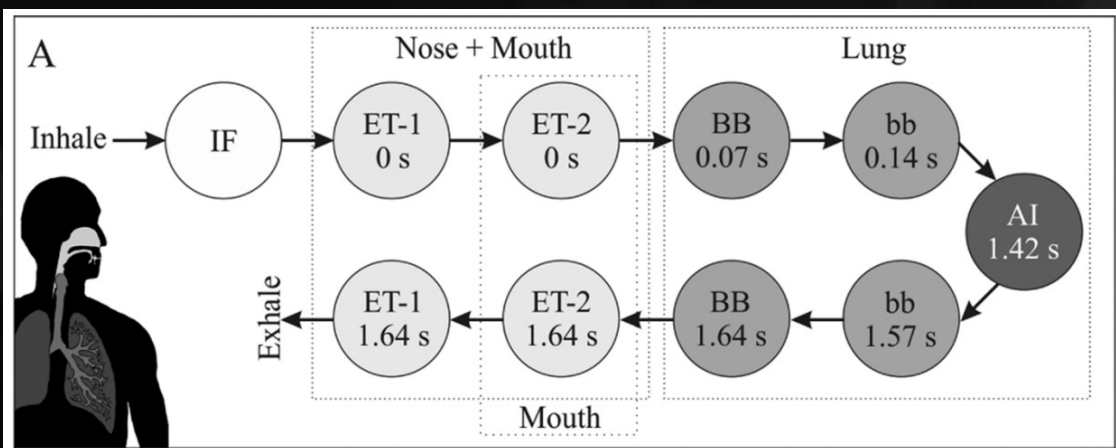 A
Nose + Mouth
Lung
Inhale
IF
ET-1
0 s
ET-2
0 s
BB
0.07 s
bb
0.14 s
AI
1.42 s
Exhale
ET-1
1.64 s
ET-2
1.64 s
BB
1.64 s
bb
1.57 s
Mouth